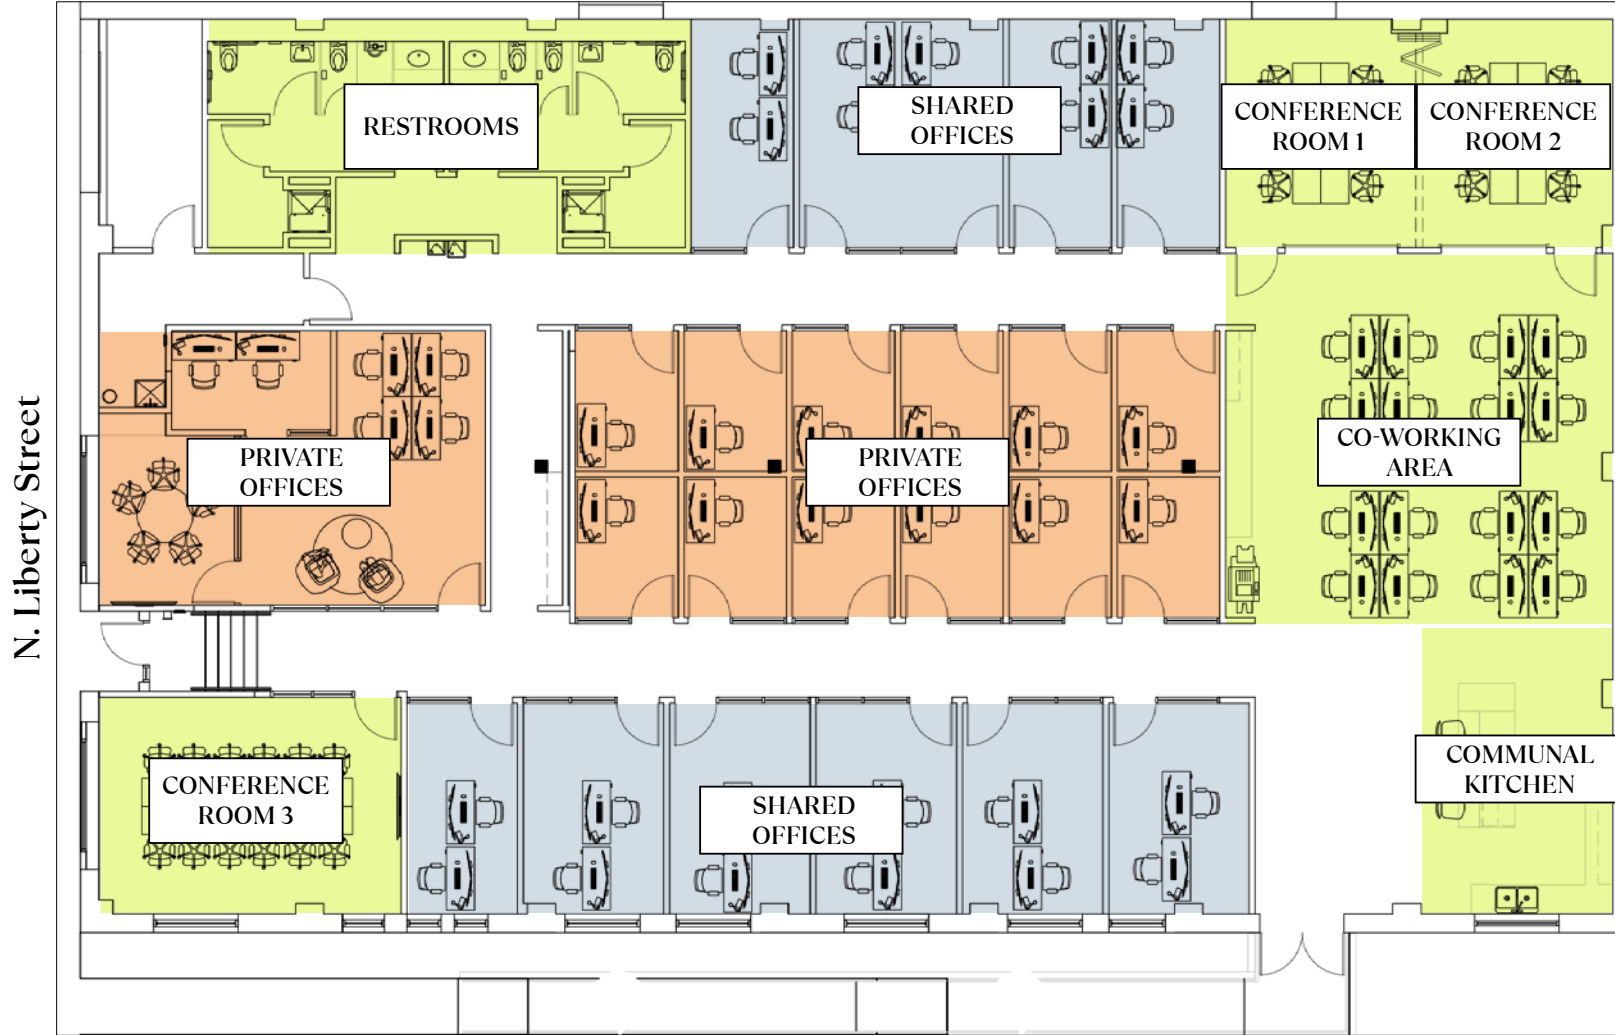 RESTROOMS
SHARED
OFFICES
CONFERENCE
ROOM 1
CONFERENCE
ROOM 2
N. Liberty Street
PRIVATE
OFFICES
PRIVATE
OFFICES
CO-WORKING
AREA
CONFERENCE
ROOM 3
SHARED
OFFICES
COMMUNAL
KITCHEN